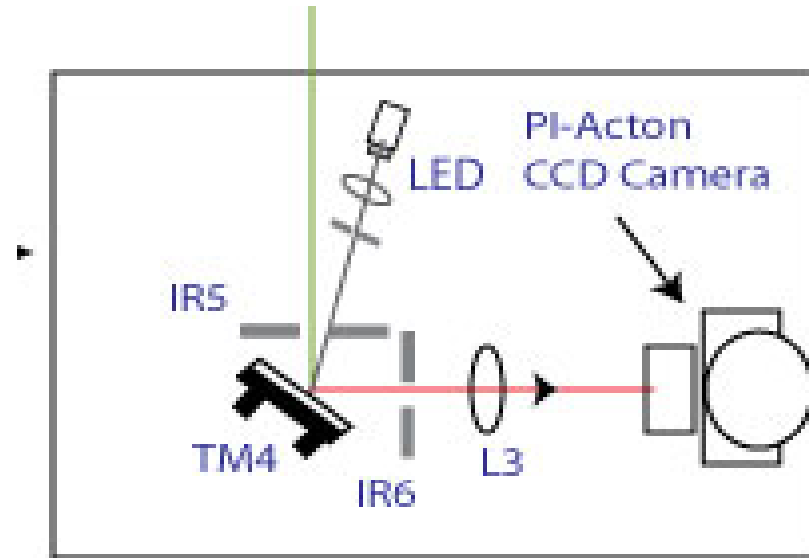 PI-Acton
CCD Camera
LED
IR5
TM4
L3
IR6